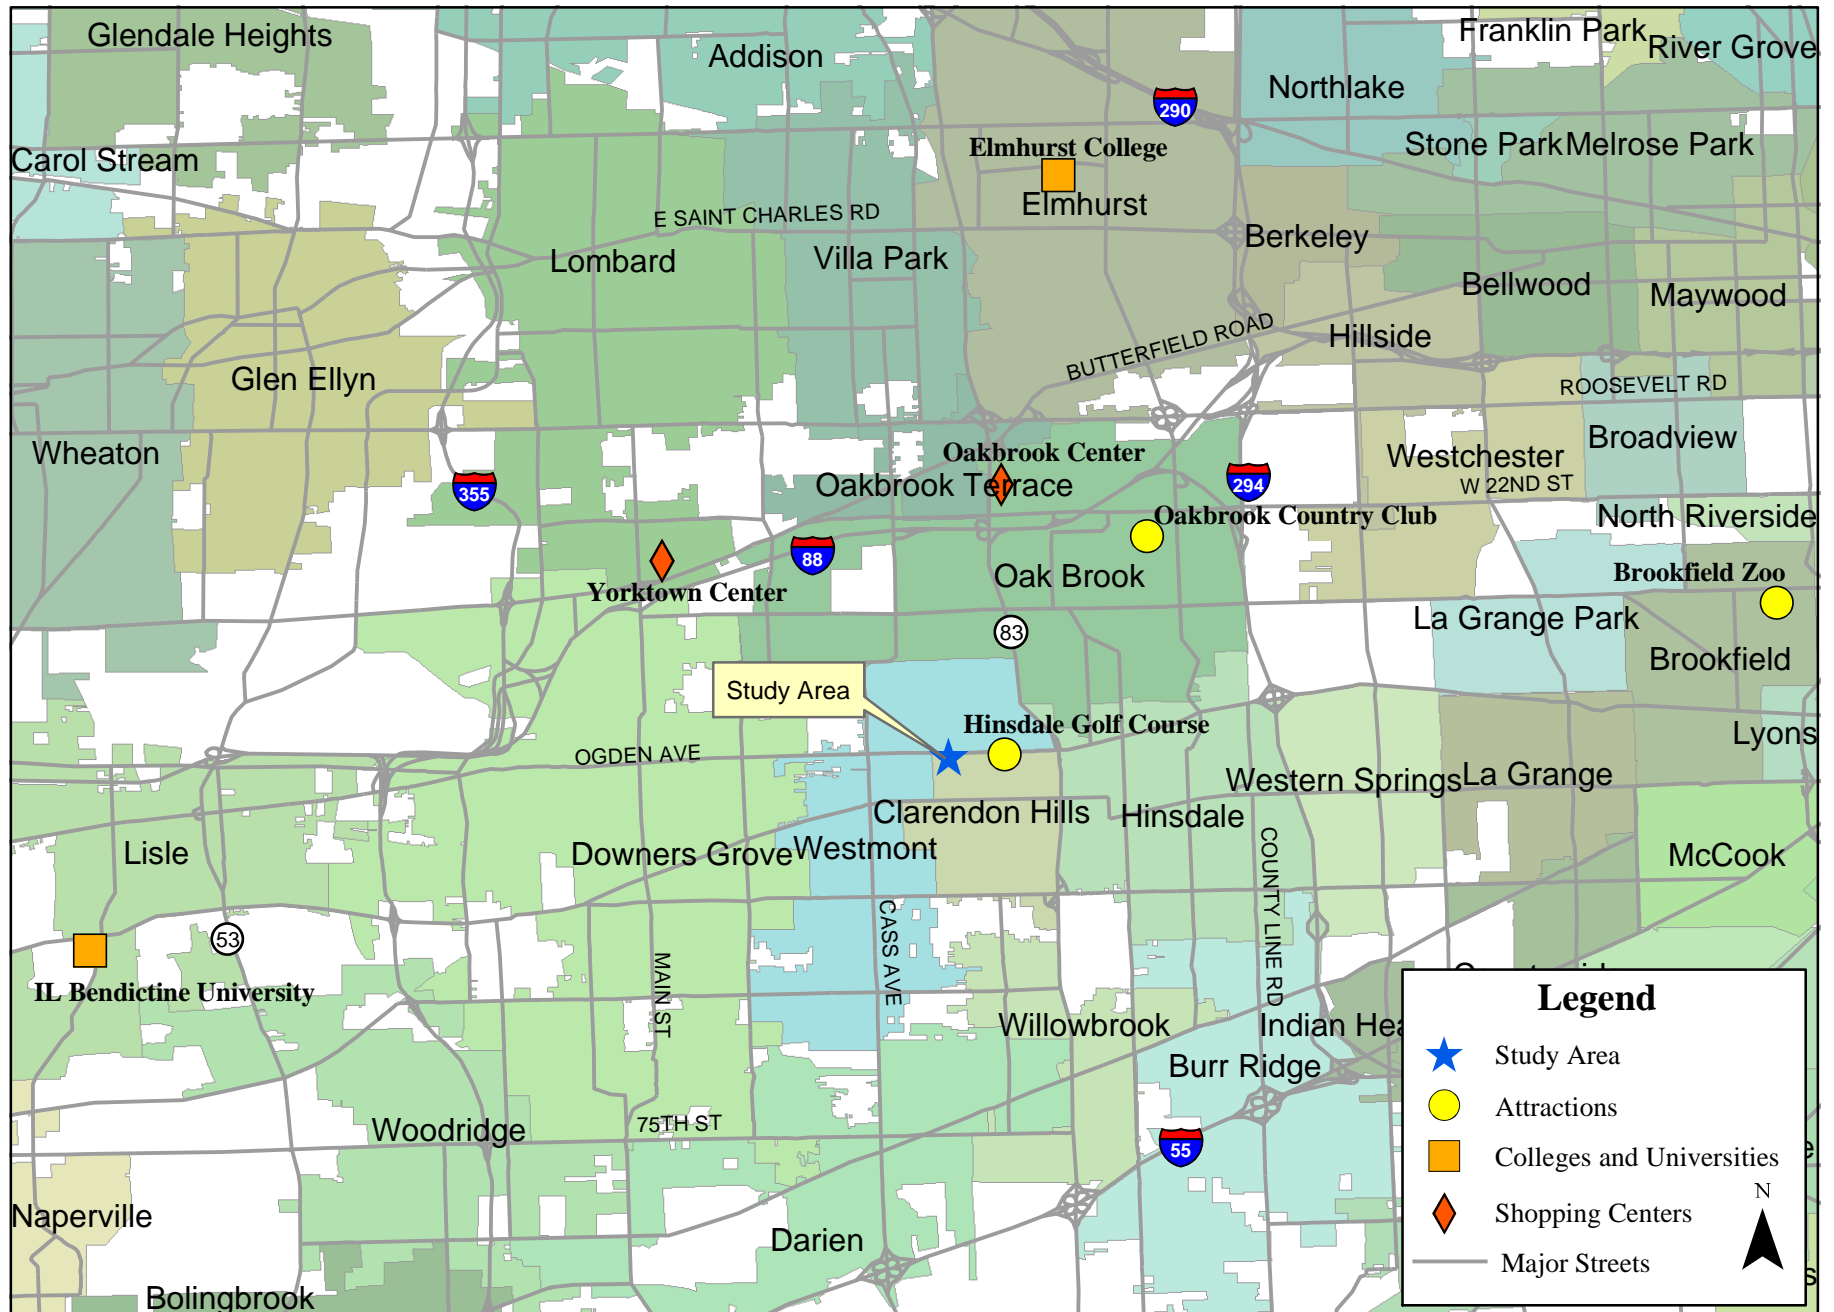 Glendale Heights
Addison
Franklin Park
River Grove
Northlake
290
Carol Stream
Elmhurst College
Stone Park
Melrose Park
Elmhurst
E SAINT CHARLES RD
Berkeley
Lombard
Villa Park
Bellwood
Maywood
BUTTERFIELD ROAD
Hillside
Glen Ellyn
ROOSEVELT RD
Wheaton
Oakbrook Center
Westchester
Broadview
355
Oakbrook Terrace
294
W 22ND ST
Oakbrook Country Club
North Riverside
88
Yorktown Center
Oak Brook
Brookfield Zoo
83
La Grange Park
Brookfield
Study Area
Hinsdale Golf Course
Lyons
OGDEN AVE
Western Springs
La Grange
Clarendon Hills
Hinsdale
Lisle
Downers Grove
Westmont
McCook
COUNTY LINE RD
CASS AVE
53
MAIN ST
IL Bendictine University
Willowbrook
Indian Hea
Burr Ridge
Woodridge
75TH ST
55
Naperville
Darien
Bolingbrook
Legend
Study Area
Attractions
Colleges and Universities
Shopping Centers
Major Streets
N